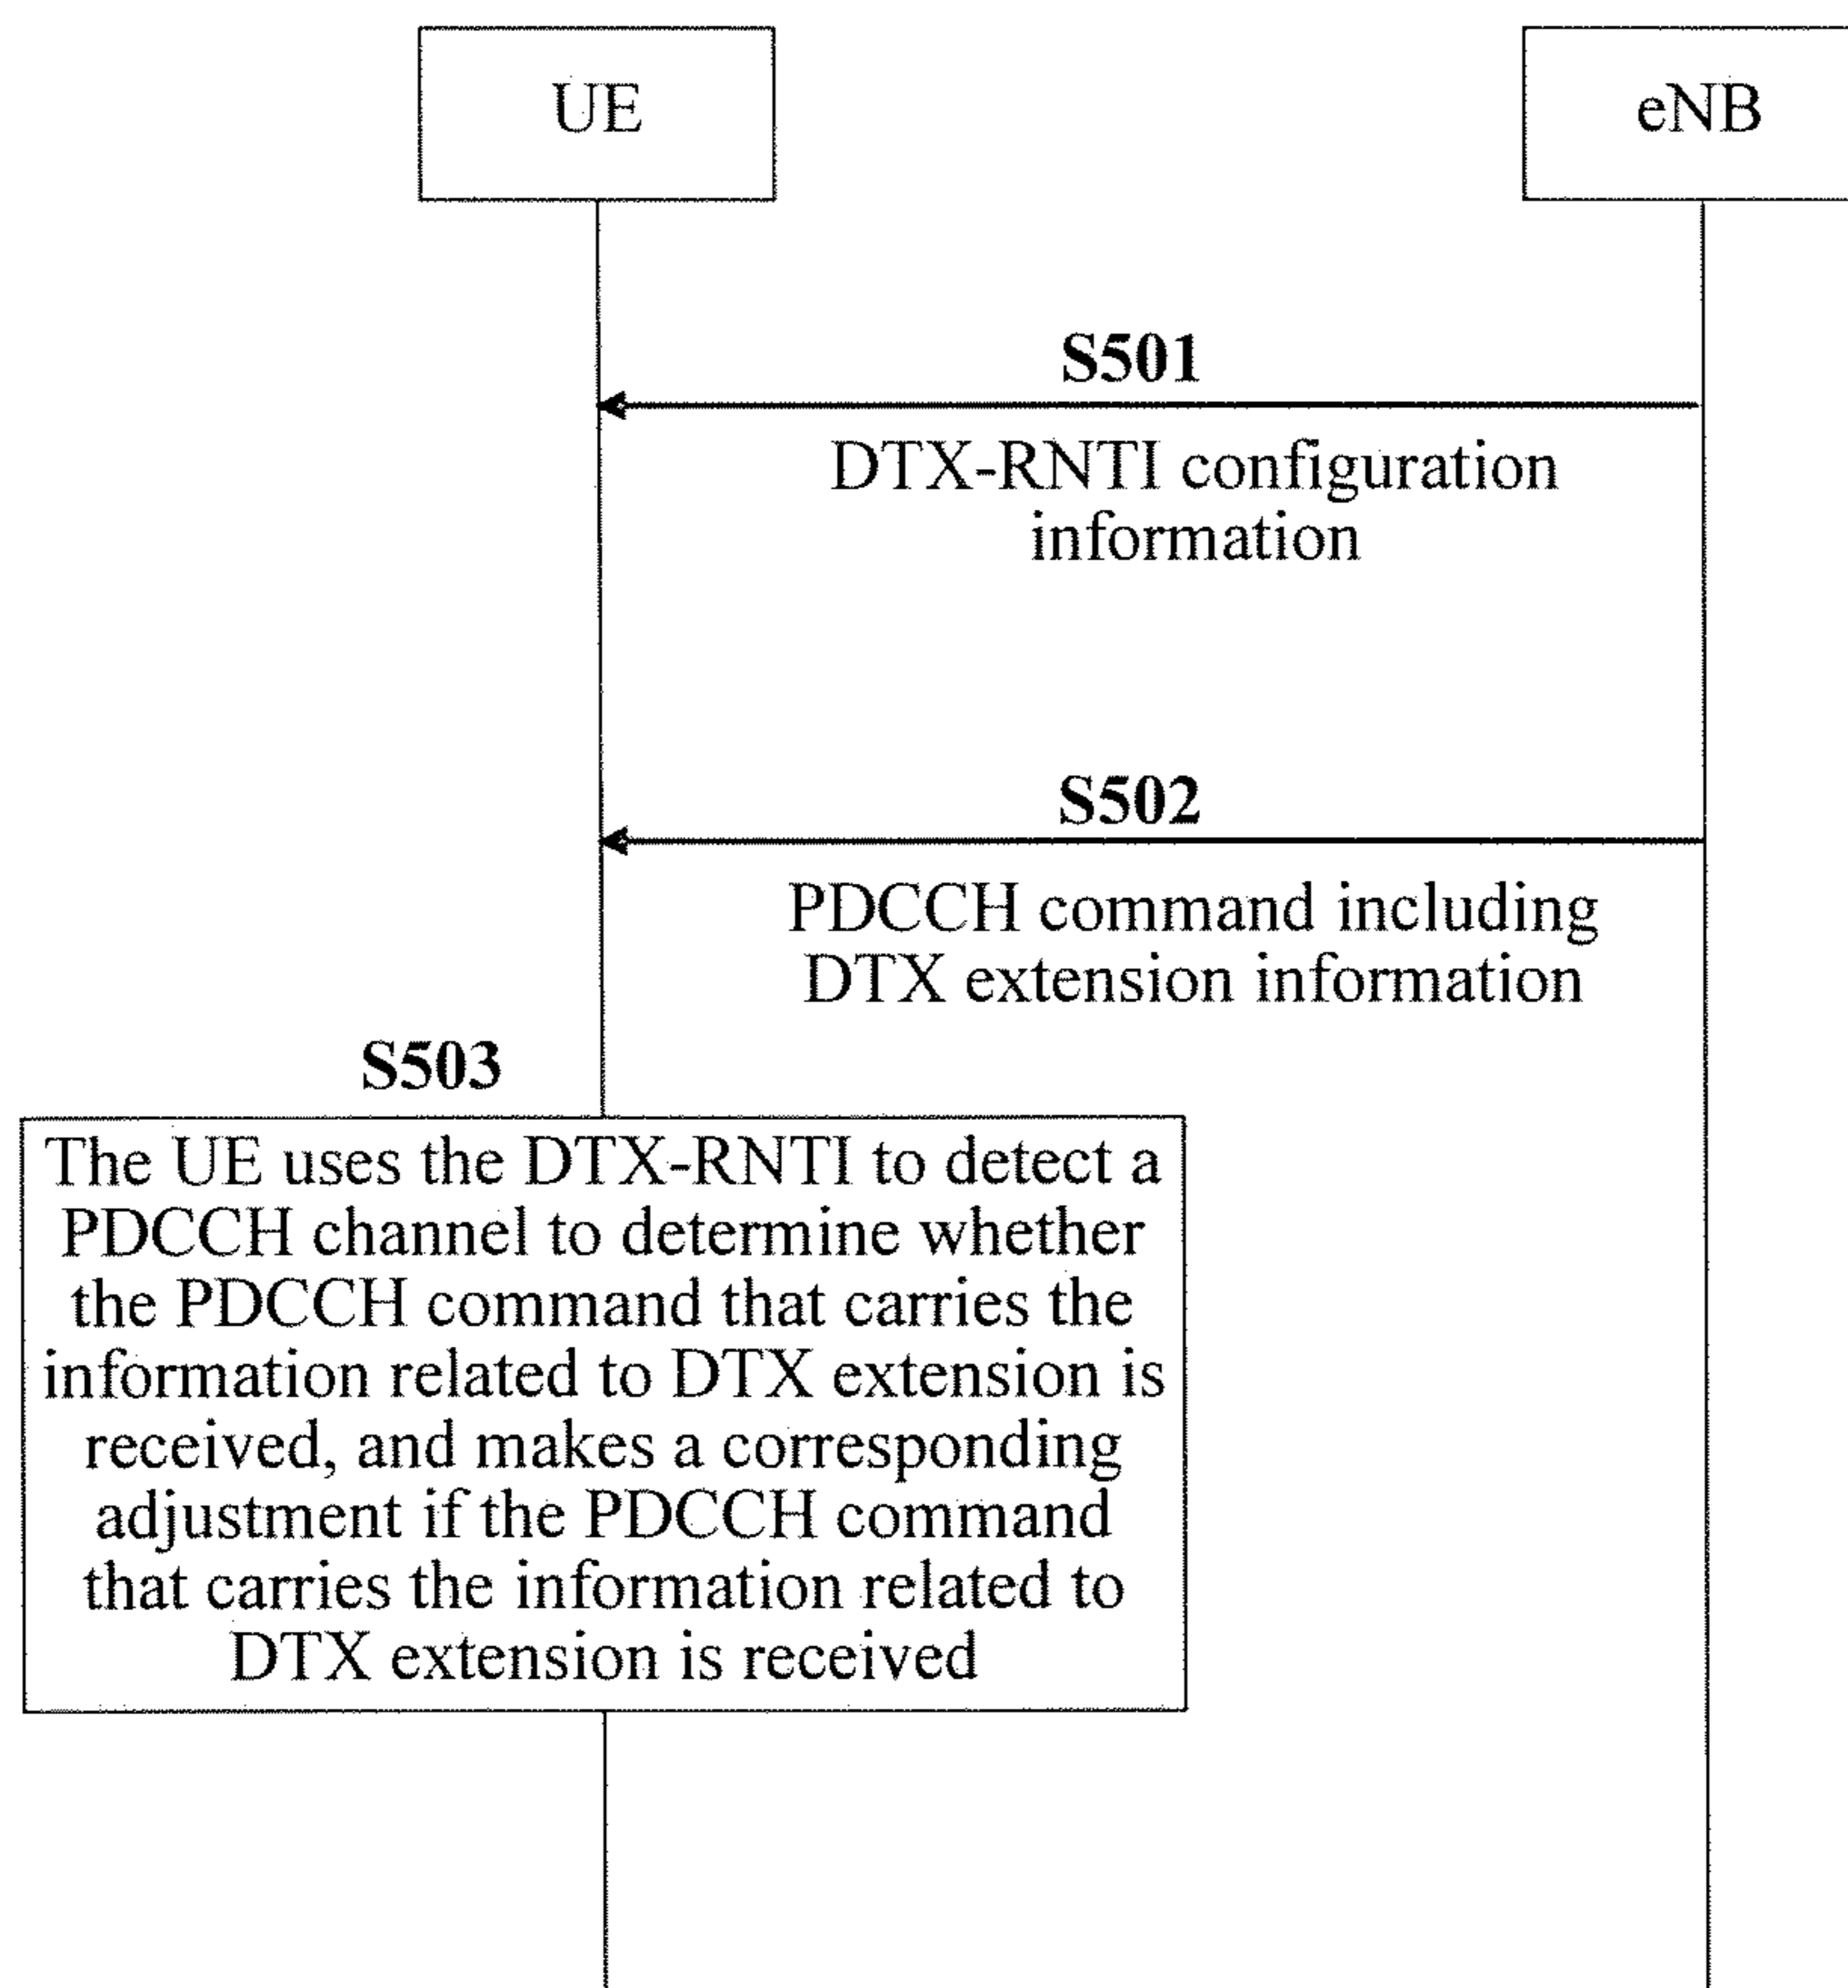 UE
eNB
S501
DTX-RNTI configuration
information
S502
PDCCH command including
DTX extension information
S503
The UE uses the DTX-RNTI to detect a
PDCCH channel to determine whether
the PDCCH command that carries the
information related to DTX extension is
received, and makes a corresponding
adjustment if the PDCCH command
that carries the information related to
DTX extension is received